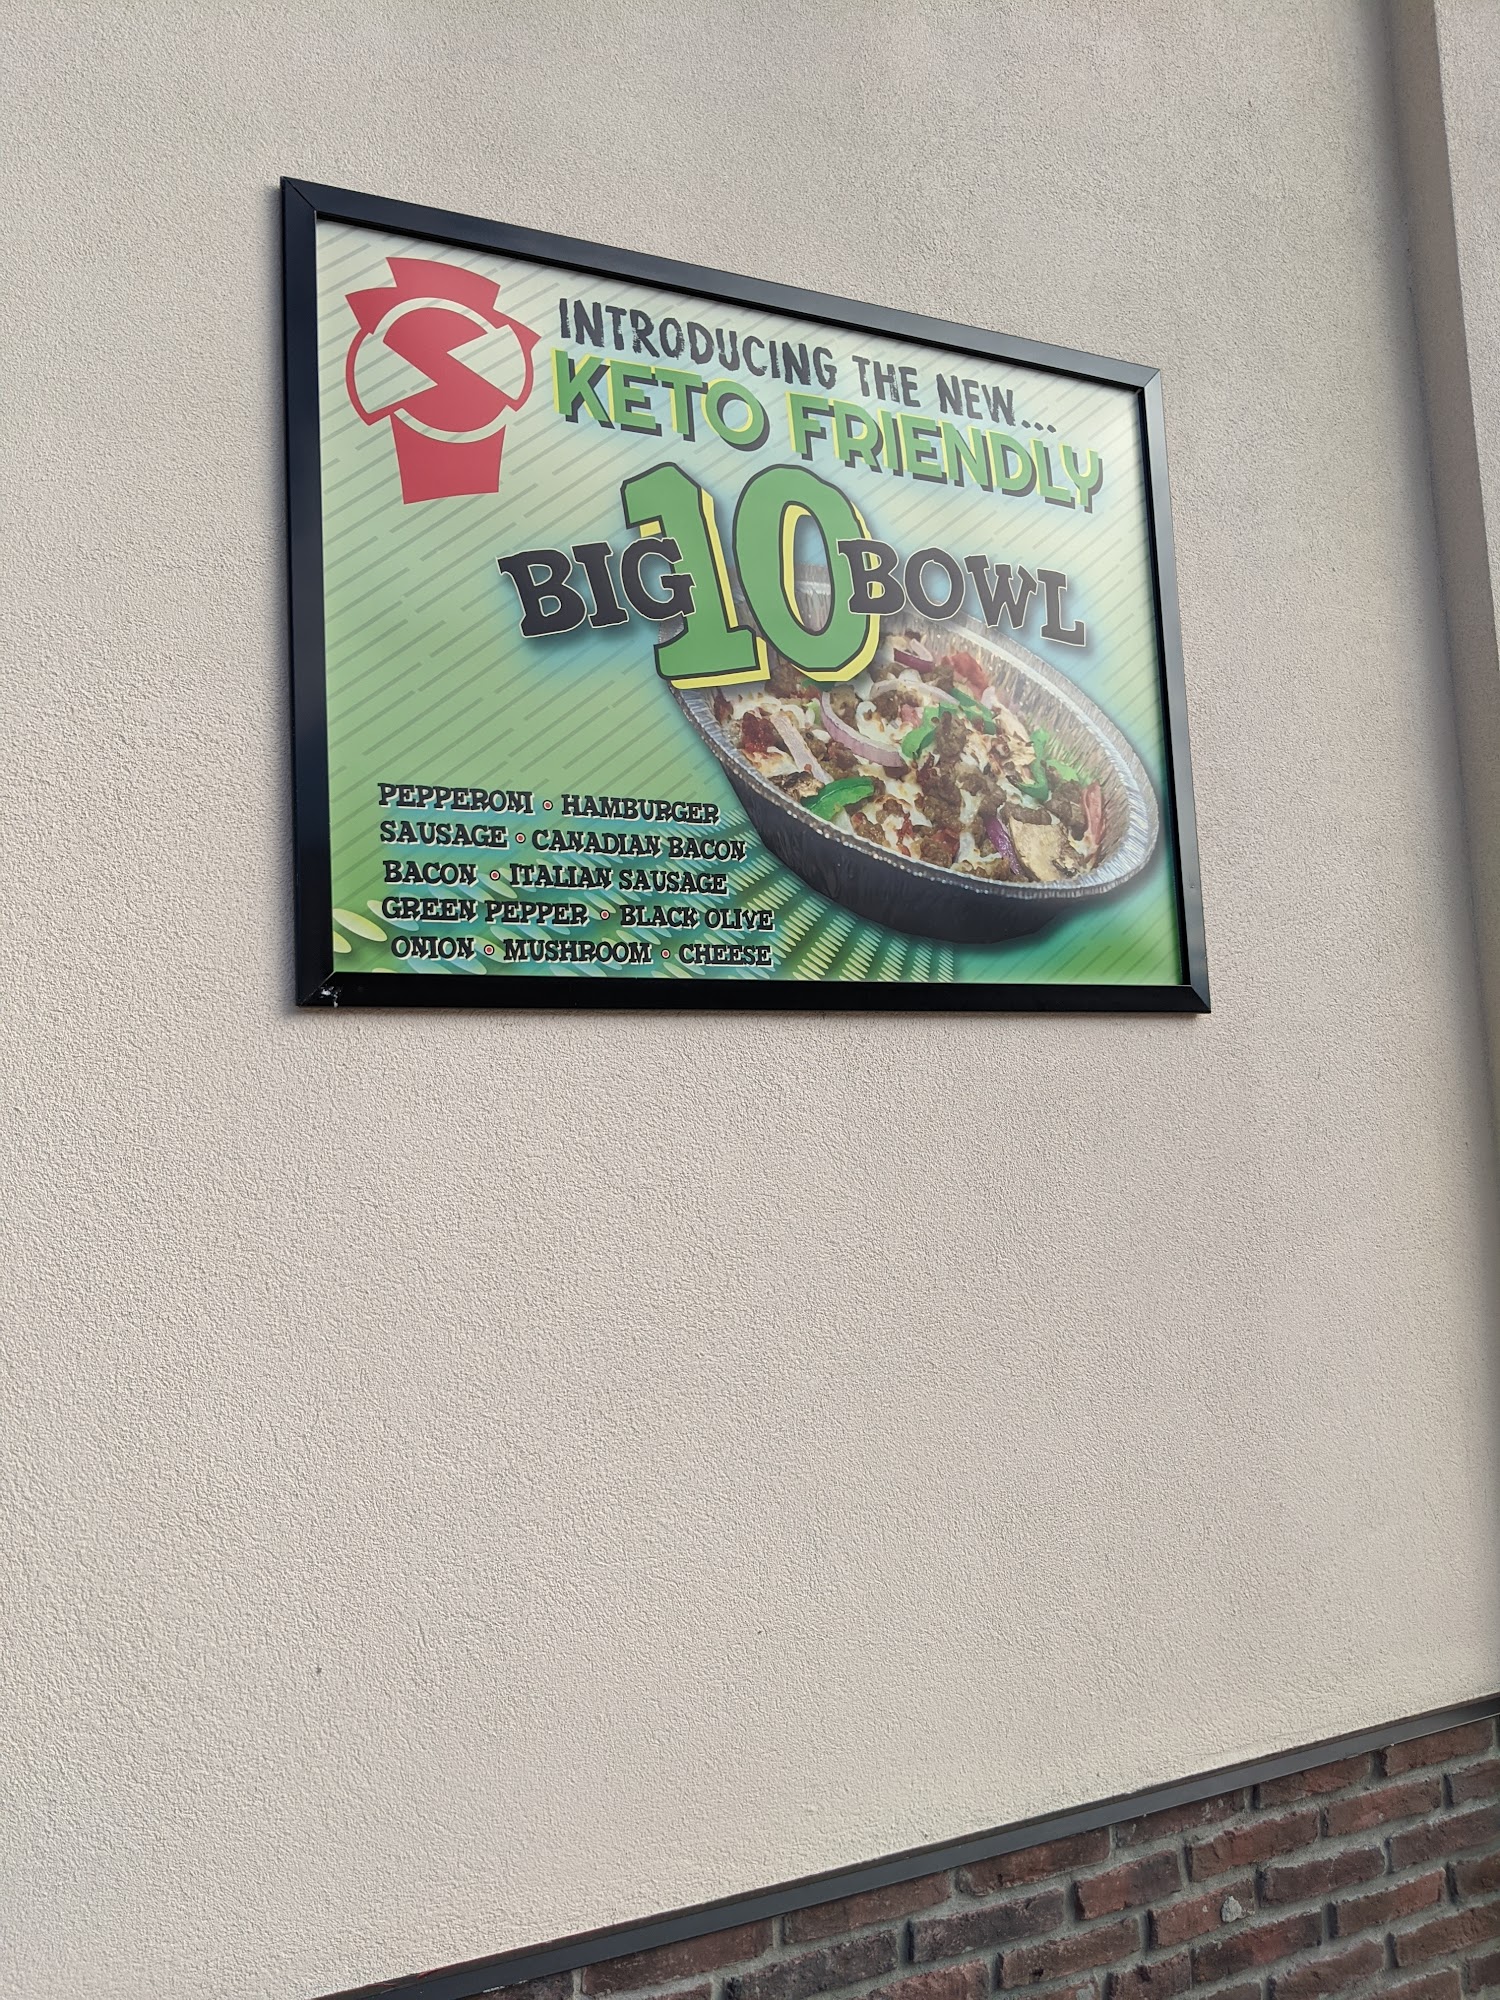 INTRODUCING THE NEW...
KETO FRIENDLY
BIG 10 BOWL
PEPPERONI • HAMBURGER
SAUSAGE • CANADIAN BACON
BACON • ITALIAN SAUSAGE
GREEN PEPPER • BLACK OLIVE
ONION • MUSHROOM • CHEESE